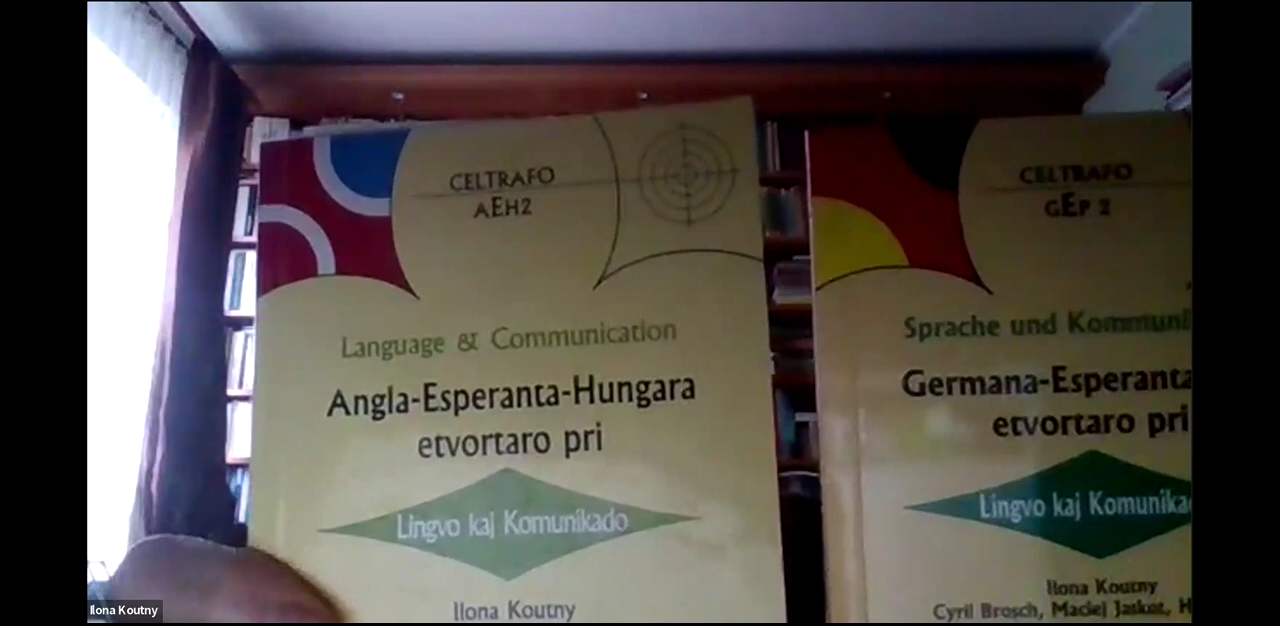 CELTRAFO
AEH2
Language & Communication
Angla-Esperanta-Hungara
etvortaro pri
Lingvo kaj Komunikado
Ilona Koutny
CELTRAFO
GEP 2
Sprache und Kommuni
Germana-Esperanta
etvortaro pri
Lingvo kaj Komunika
Ilona Koutny
Cyril Brosch, Maciej Jaskot, H
Ilona Koutny